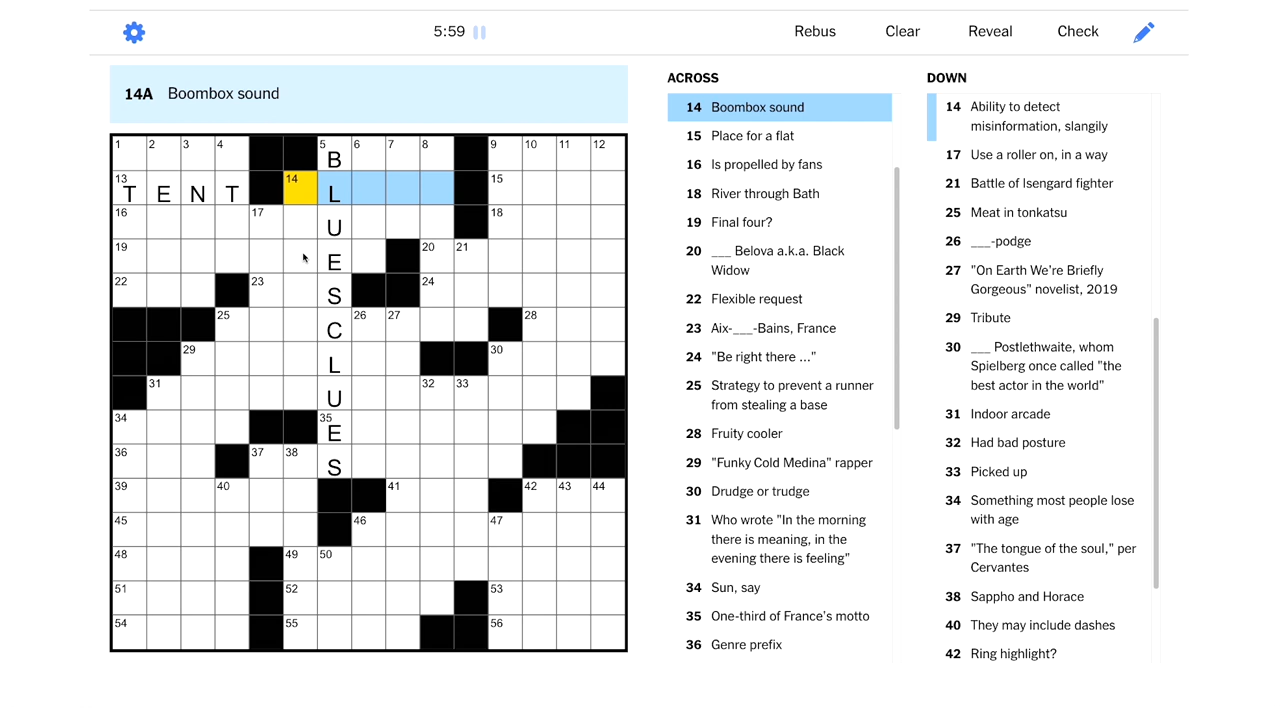 5:59
Rebus
Clear
Reveal
Check
14A Boombox sound
1 2 3 4 5 B 6 7 8 9 10 11 12
13 T E N T 14 L 15
16 17 U 18
19 E 20 21
22 23 S 24
25 C 26 27 28
29 L 30
31 U 32 33
34 35 E
36 37 38 S
39 40 41 42 43 44
45 46 47
48 49 50
51 52 53
54 55 56
ACROSS
14 Boombox sound
15 Place for a flat
16 Is propelled by fans
18 River through Bath
19 Final four?
20 ___ Belova a.k.a. Black
Widow
22 Flexible request
23 Aix-___-Bains, France
24 "Be right there ..."
25 Strategy to prevent a runner
from stealing a base
28 Fruity cooler
29 "Funky Cold Medina" rapper
30 Drudge or trudge
31 Who wrote "In the morning
there is meaning, in the
evening there is feeling"
34 Sun, say
35 One-third of France's motto
36 Genre prefix
DOWN
14 Ability to detect
misinformation, slangily
17 Use a roller on, in a way
21 Battle of Isengard fighter
25 Meat in tonkatsu
26 ___-podge
27 "On Earth We're Briefly
Gorgeous" novelist, 2019
29 Tribute
30 ___ Postlethwaite, whom
Spielberg once called "the
best actor in the world"
31 Indoor arcade
32 Had bad posture
33 Picked up
34 Something most people lose
with age
37 "The tongue of the soul," per
Cervantes
38 Sappho and Horace
40 They may include dashes
42 Ring highlight?